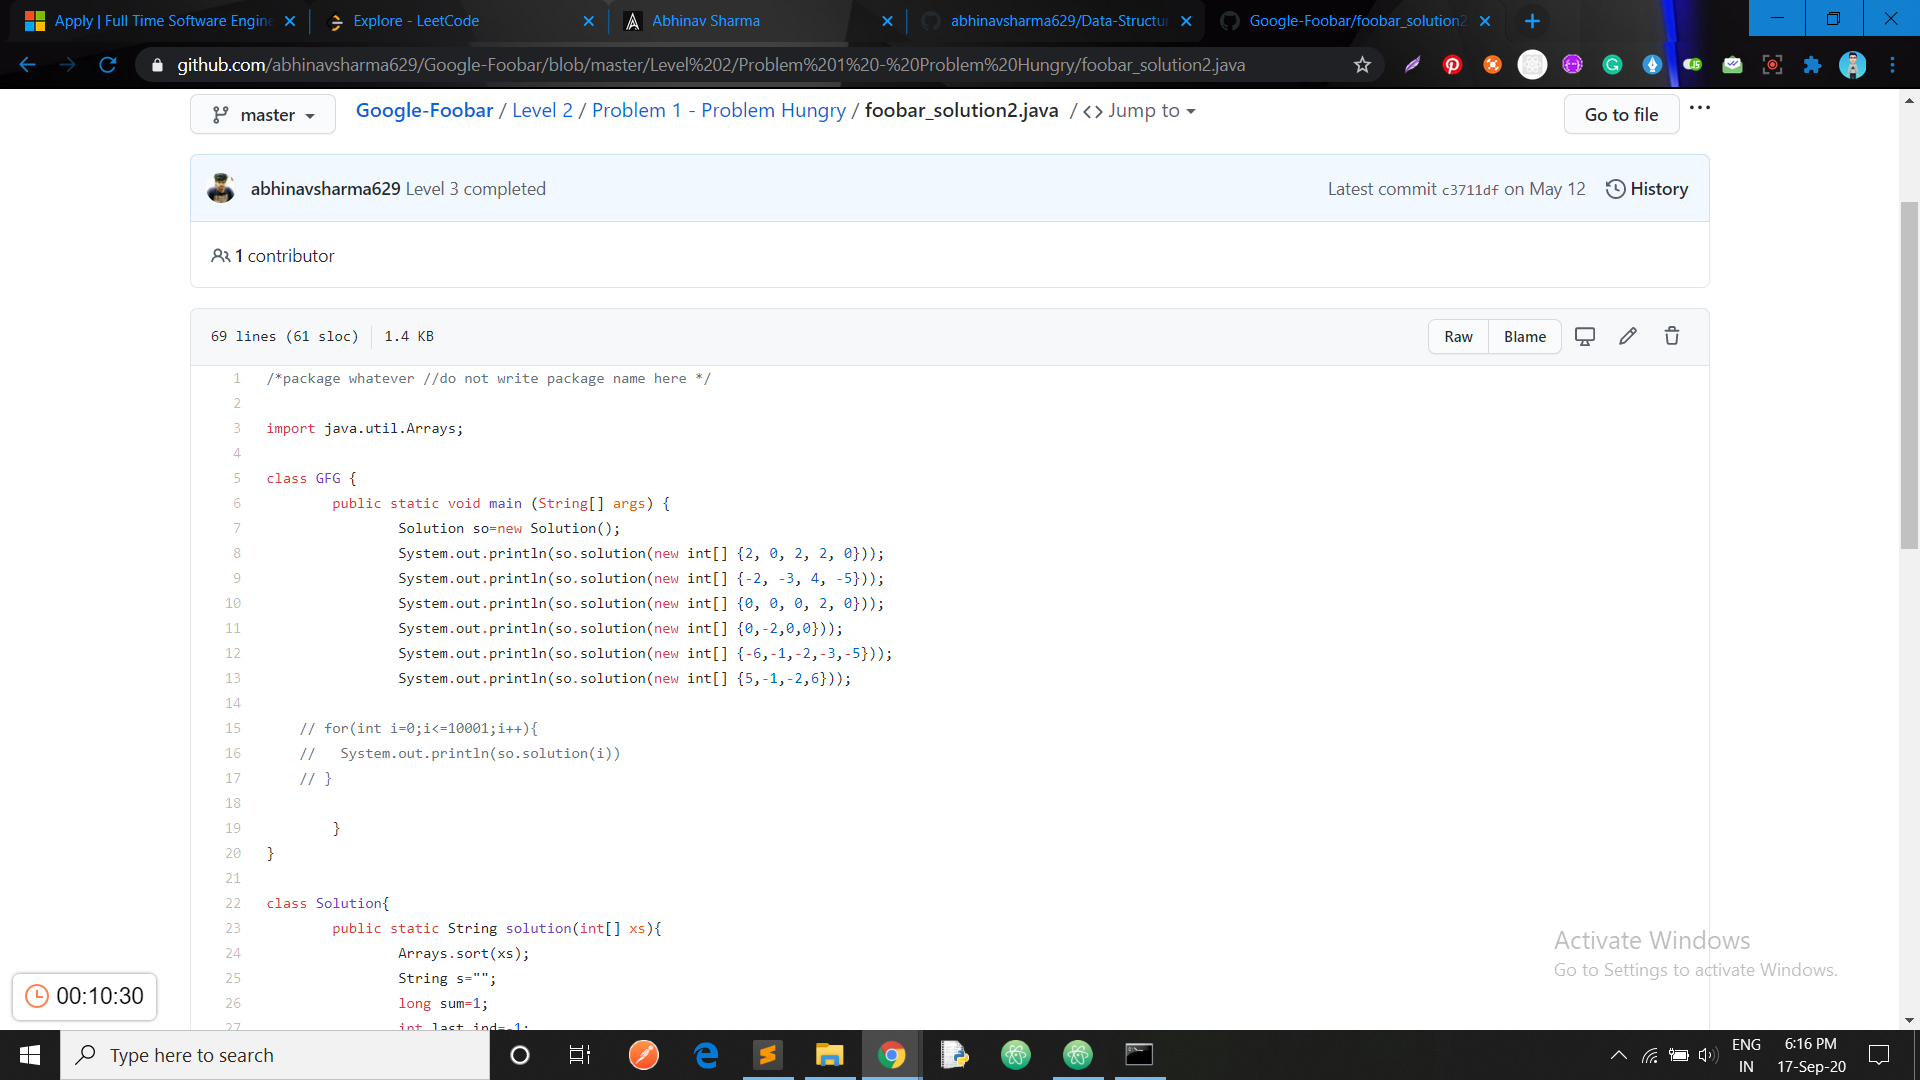 Apply | Full Time Software Engine
Explore - LeetCode
Abhinav Sharma
abhinavsharma629/Data-Structur
Google-Foobar/foobar_solution2
github.com/abhinavsharma629/Google-Foobar/blob/master/Level%202/Problem%201%20-%20Problem%20Hungry/foobar_solution2.java
master
Google-Foobar / Level 2 / Problem 1 - Problem Hungry / foobar_solution2.java / <> Jump to
Go to file
abhinavsharma629 Level 3 completed
Latest commit c3711df on May 12
History
1 contributor
69 lines (61 sloc) 1.4 KB
Raw
Blame
1 /*package whatever //do not write package name here */
2
3 import java.util.Arrays;
4
5 class GFG {
6 public static void main (String[] args) {
7 Solution so=new Solution();
8 System.out.println(so.solution(new int[] {2, 0, 2, 2, 0}));
9 System.out.println(so.solution(new int[] {-2, -3, 4, -5}));
10 System.out.println(so.solution(new int[] {0, 0, 0, 2, 0}));
11 System.out.println(so.solution(new int[] {0,-2,0,0}));
12 System.out.println(so.solution(new int[] {-6,-1,-2,-3,-5}));
13 System.out.println(so.solution(new int[] {5,-1,-2,6}));
14
15 // for(int i=0;i<=10001;i++){
16 // System.out.println(so.solution(i))
17 // }
18
19 }
20 }
21
22 class Solution{
23 public static String solution(int[] xs){
24 Arrays.sort(xs);
25 String s="";
26 long sum=1;
27 int last_ind=-1;
Activate Windows
Go to Settings to activate Windows.
00:10:30
Type here to search
ENG
IN
6:16 PM
17-Sep-20